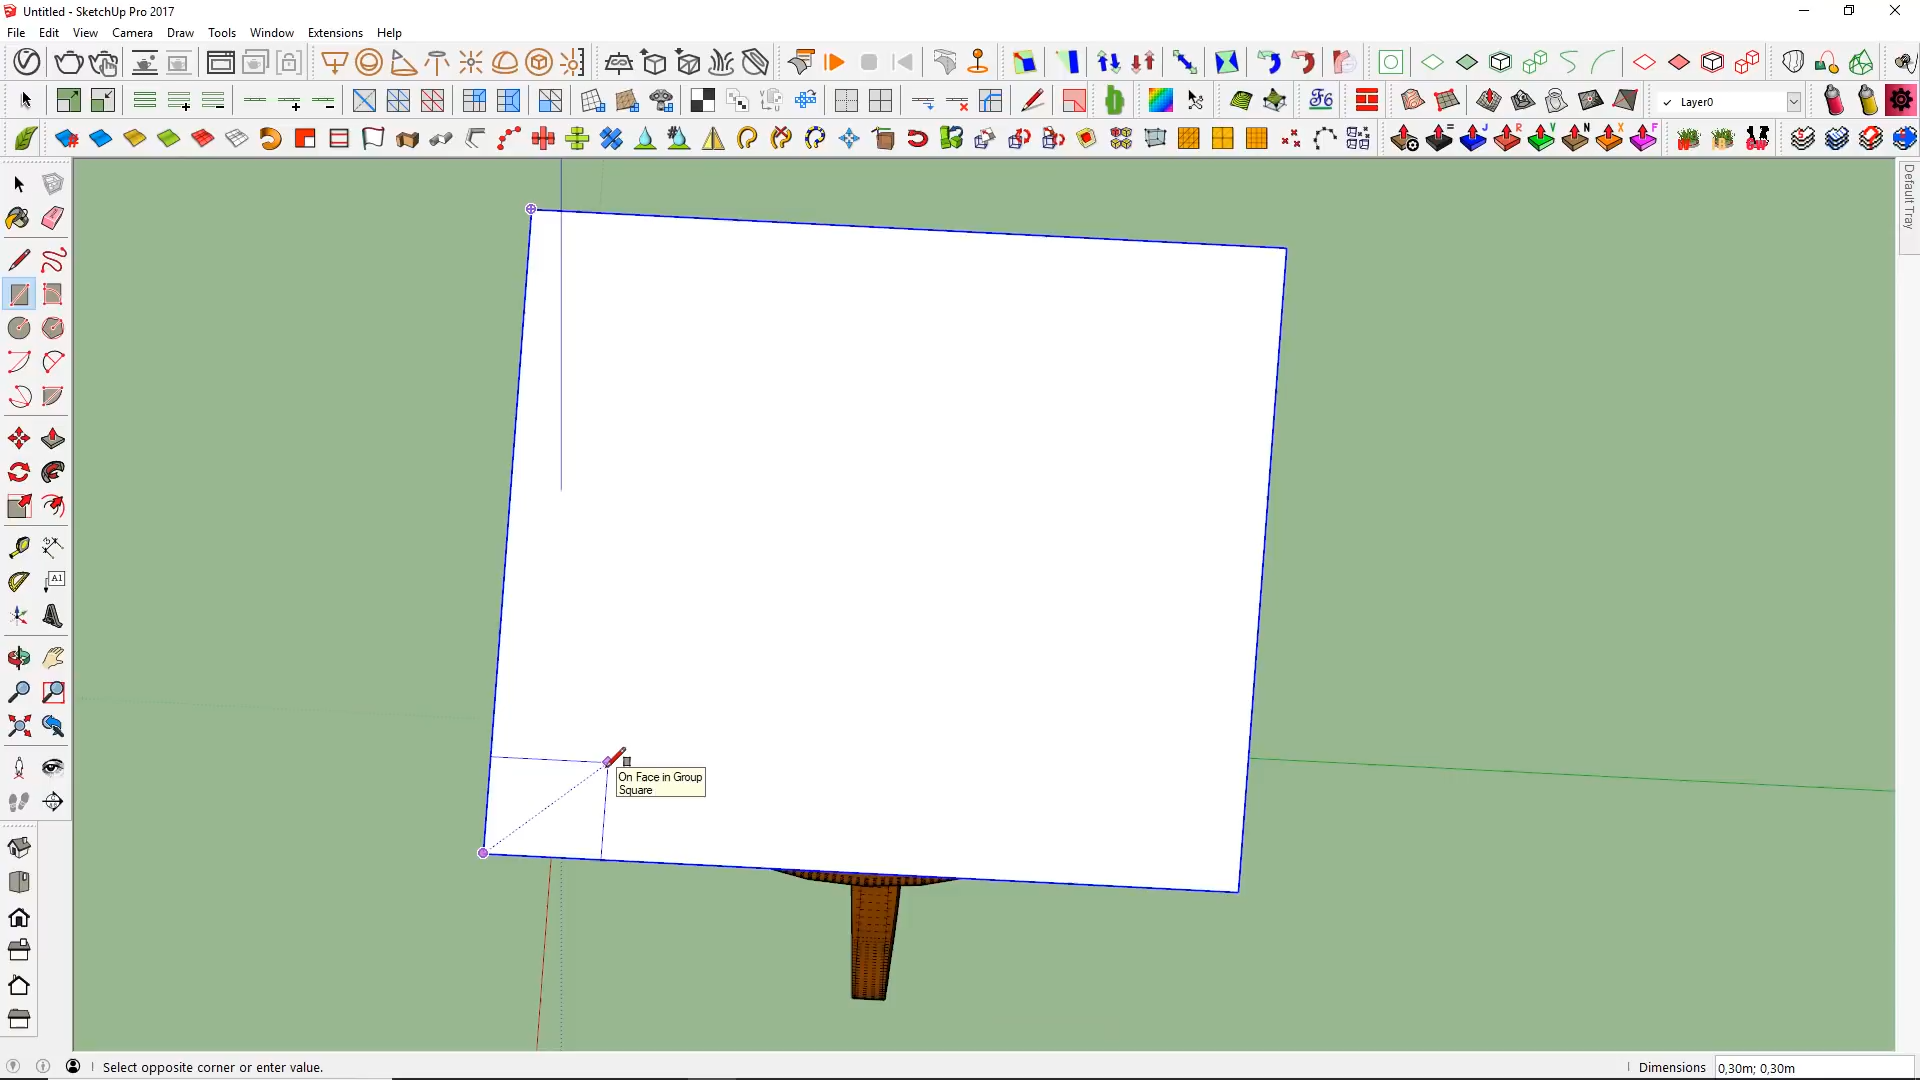 Untitled - SketchUp Pro 2017
File Edit View Camera Draw Tools Window Extensions Help
✓ Layer0
Default Tray
On Face in Group
Square
Select opposite corner or enter value.
Dimensions 0,30m; 0,30m